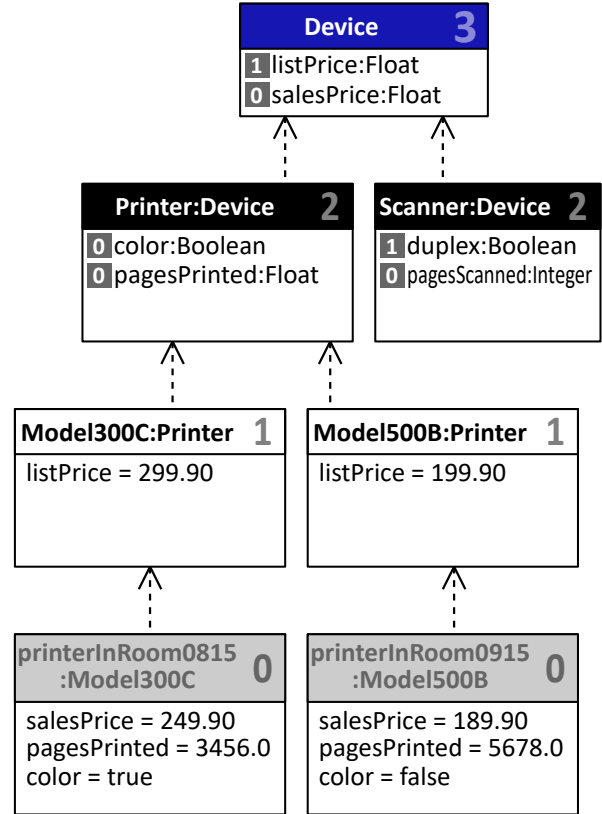 Device 3
1 listPrice:Float
0 salesPrice:Float
Printer:Device 2
0 color:Boolean
0 pagesPrinted:Float
Scanner:Device 2
1 duplex:Boolean
0 pagesScanned:Integer
Model300C:Printer 1
listPrice = 299.90
Model500B:Printer 1
listPrice = 199.90
printerInRoom0815
:Model300C 0
salesPrice = 249.90
pagesPrinted = 3456.0
color = true
printerInRoom0915
:Model500B 0
salesPrice = 189.90
pagesPrinted = 5678.0
color = false